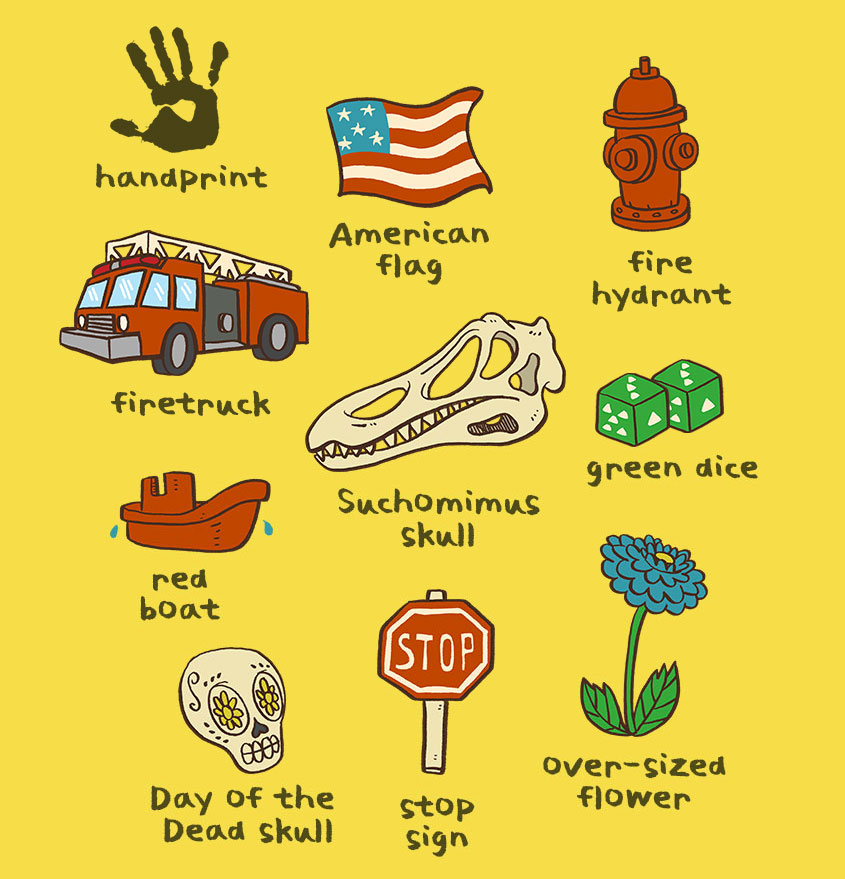 handprint
American
flag
fire
hydrant
firetruck
Suchomimus
skull
green dice
red
boat
STOP
Day of the
Dead skull
stop
sign
over-sized
flower